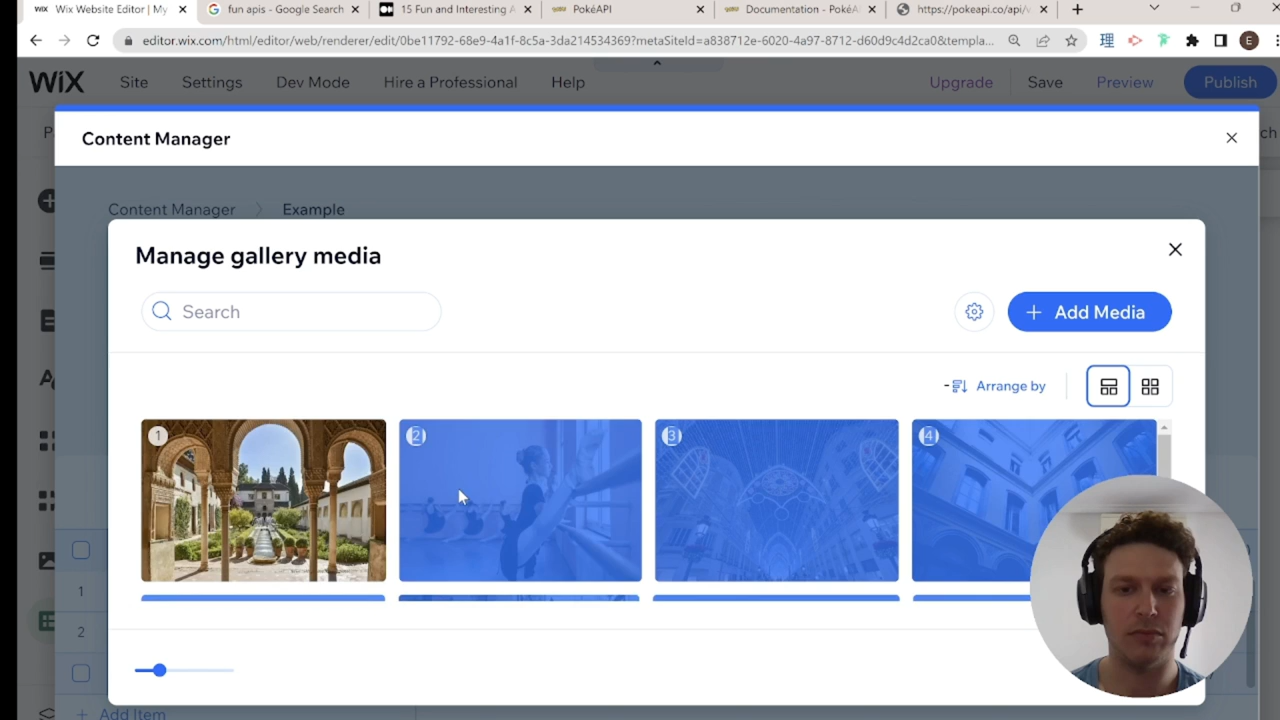 Wix Website Editor | My
fun apis - Google Search
15 Fun and Interesting A
PokéAPI
Documentation - PokéA
https://pokeapi.co/api/v
editor.wix.com/html/editor/web/renderer/edit/0be11792-68e9-4a1f-8c5a-3da214534369?metaSiteId=a838712e-6020-4a97-8712-d60d9c4d2ca0&templa...
理
E
WiX
Site
Settings
Dev Mode
Hire a Professional
Help
Upgrade
Save
Preview
Publish
P
ch
Content Manager
Content Manager
Example
Manage gallery media
Search
+ Add Media
Arrange by
1
2
3
4
1
2
+ Add Item